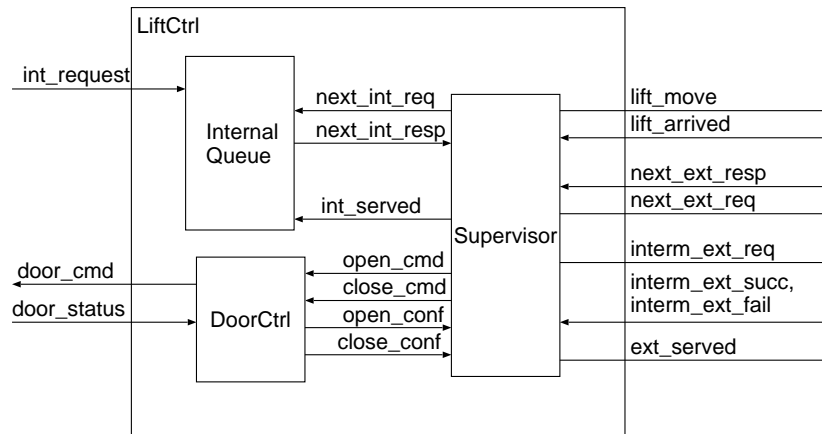 LiftCtrl
int_request
Internal
Queue
next_int_req
next_int_resp
int_served
Supervisor
lift_move
lift_arrived
next_ext_resp
next_ext_req
interm_ext_req
interm_ext_succ,
interm_ext_fail
ext_served
door_cmd
door_status
DoorCtrl
open_cmd
close_cmd
open_conf
close_conf